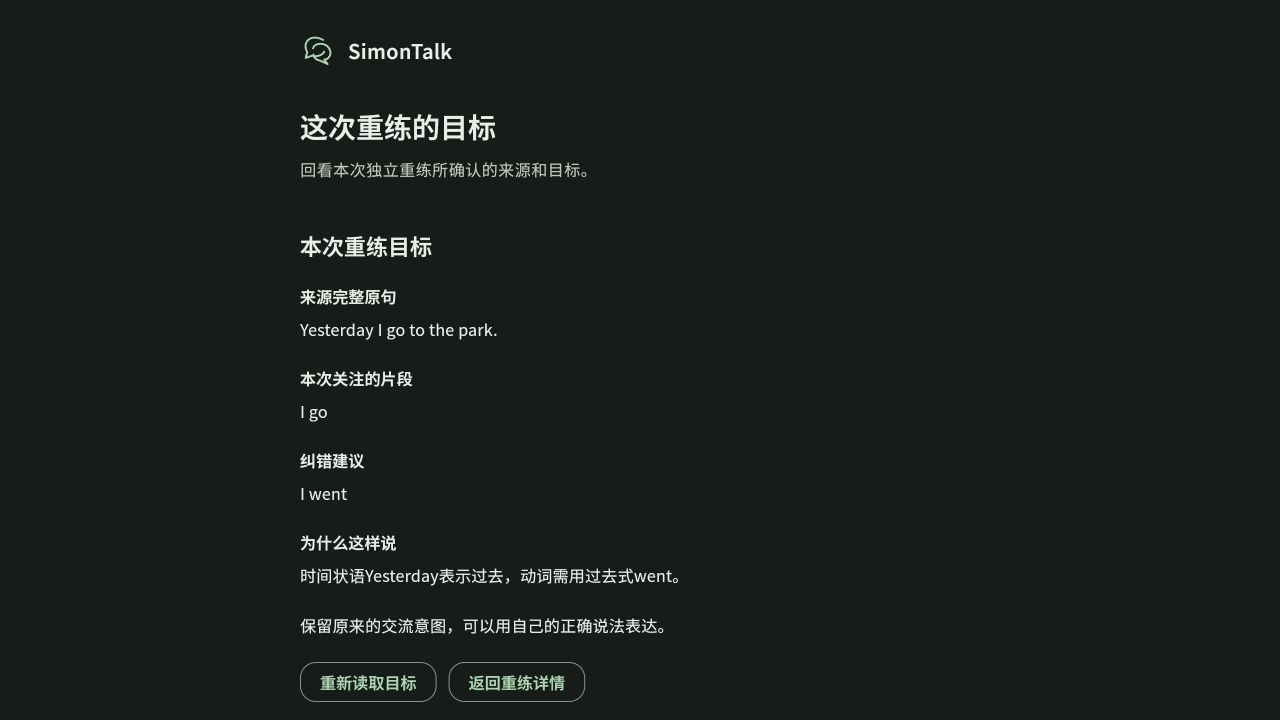 SimonTalk
这次重练的目标
回看本次独立重练所确认的来源和目标。
本次重练目标
来源完整原句
Yesterday I go to the park.
本次关注的片段
I go
纠错建议
I went
为什么这样说
时间状语Yesterday表示过去，动词需用过去式went。
保留原来的交流意图，可以用自己的正确说法表达。
重新读取目标
返回重练详情